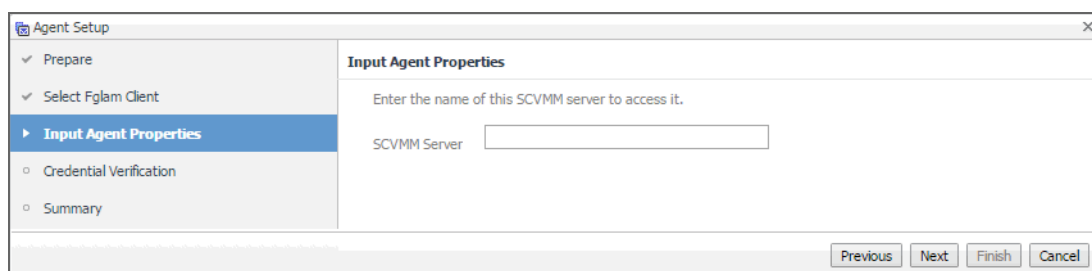 Agent Setup
Prepare
Select Fglam Client
Input Agent Properties
Credential Verification
Summary
Input Agent Properties
Enter the name of this SCVMM server to access it.
SCVMM Server
Previous Next Finish Cancel